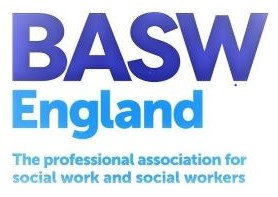 BASW
England
The professional association for
social work and social workers